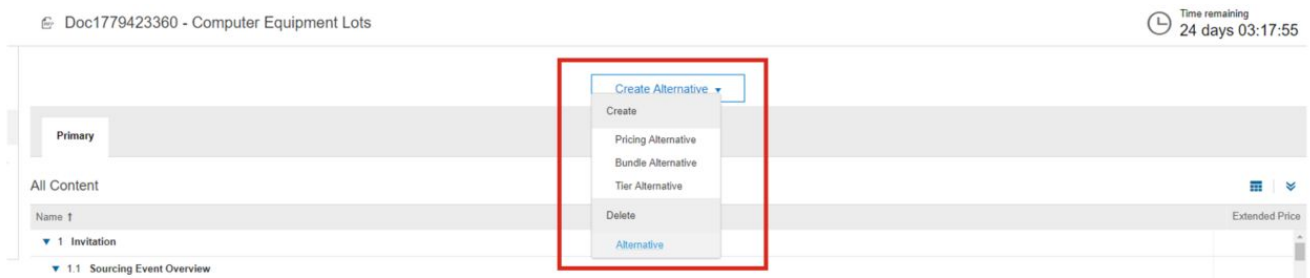 Doc1779423360 - Computer Equipment Lots
Time remaining
24 days 03:17:55
Create Alternative
Create
Primary
Pricing Alternative
Bundle Alternative
Tier Alternative
All Content
Name ↑
Delete
Extended Price
Alternative
1 Invitation
1.1 Sourcing Event Overview